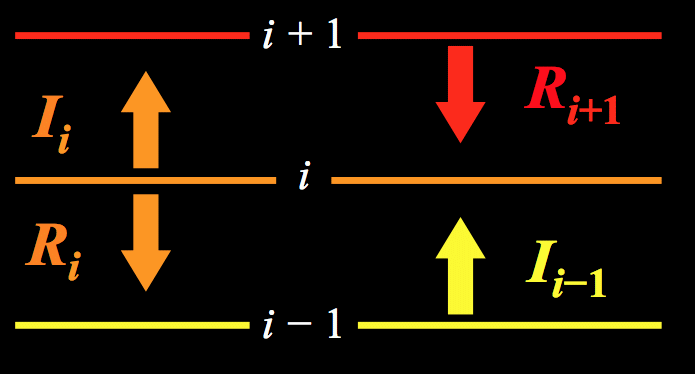 i + 1
I_i
R_{i+1}
i
R_i
I_{i−1}
i − 1